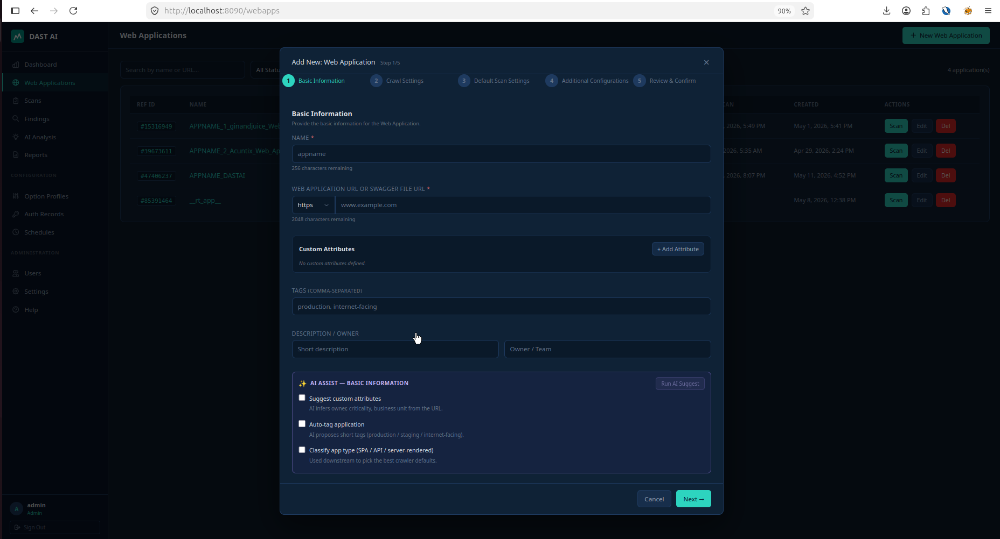 http://localhost:8090/webapps
90%
DAST AI
Web Applications
+ New Web Application
Dashboard
Web Applications
Scans
Findings
AI Analysis
Reports
CONFIGURATION
Option Profiles
Auth Records
Schedules
ADMINISTRATION
Users
Settings
Help
A
admin
Admin
Sign Out
Search by name or URL...
All Statu
4 application(s)
REF ID NAME CAN CREATED ACTIONS
#15316949 APPNAME_1_ginandjuice_Web 2026, 5:49 PM May 1, 2026, 5:41 PM Scan Edit Del
#39673611 APPNAME_2_Acuntix_Web_Ap 2026, 5:35 AM Apr 29, 2026, 2:24 PM Scan Edit Del
#47406237 APPNAME_DASTAI , 2026, 8:07 PM May 11, 2026, 4:52 PM Scan Edit Del
#85391464 __rt_app__ May 8, 2026, 12:38 PM Scan Edit Del
Add New: Web Application Step 1/5
1 Basic Information 2 Crawl Settings 3 Default Scan Settings 4 Additional Configurations 5 Review & Confirm
Basic Information
Provide the basic information for the Web Application.
NAME *
appname
256 characters remaining
WEB APPLICATION URL OR SWAGGER FILE URL *
https www.example.com
2048 characters remaining
Custom Attributes + Add Attribute
No custom attributes defined.
TAGS (COMMA-SEPARATED)
production, internet-facing
DESCRIPTION / OWNER
Short description Owner / Team
✨ AI ASSIST — BASIC INFORMATION Run AI Suggest
Suggest custom attributes
AI infers owner, criticality, business unit from the URL.
Auto-tag application
AI proposes short tags (production / staging / internet-facing).
Classify app type (SPA / API / server-rendered)
Used downstream to pick the best crawler defaults.
Cancel Next →